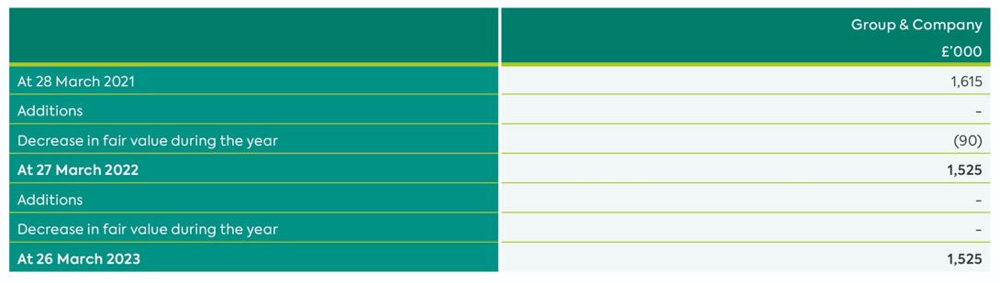 Group & Company
£’000
At 28 March 2021 1,615
Additions –
Decrease in fair value during the year (90)
At 27 March 2022 1,525
Additions –
Decrease in fair value during the year –
At 26 March 2023 1,525